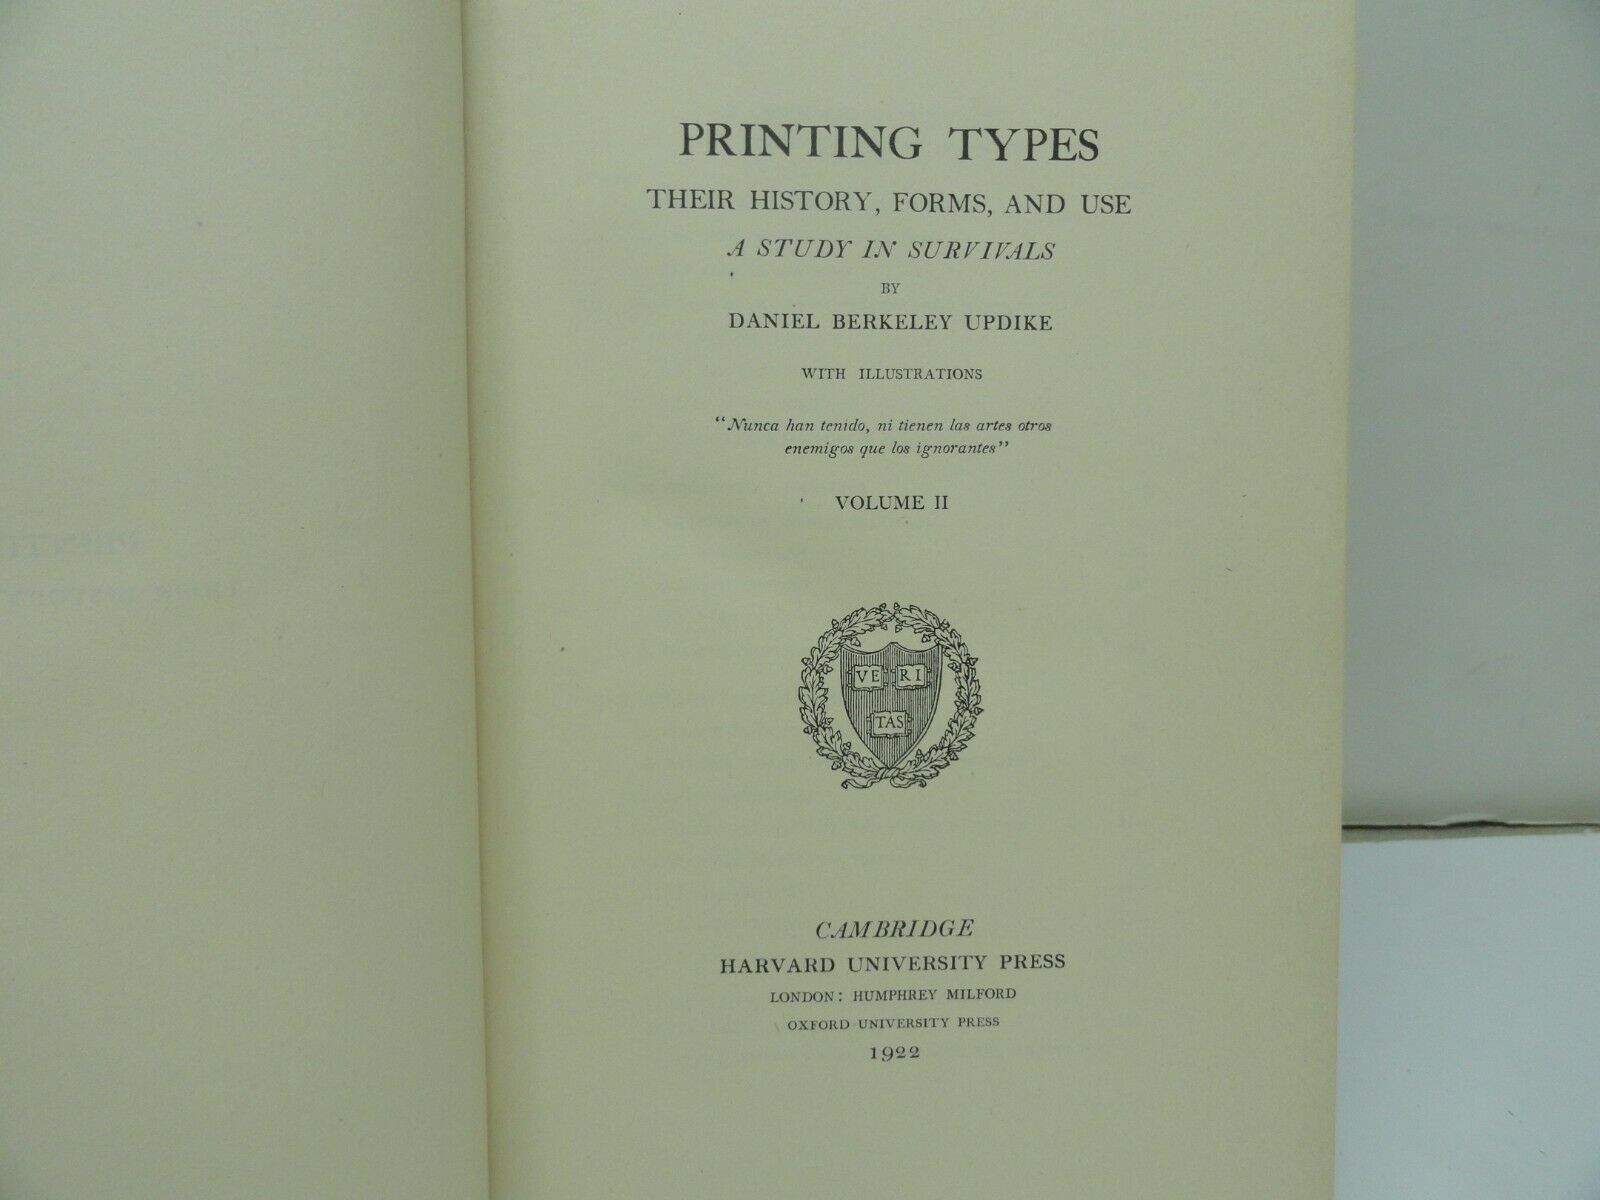 PRINTING TYPES
THEIR HISTORY, FORMS, AND USE
A STUDY IN SURVIVALS
BY
DANIEL BERKELEY UPDIKE
WITH ILLUSTRATIONS
"Nunca han tenido, ni tienen las artes otros
enemigos que los ignorantes"
VOLUME II
VE RI
TAS
CAMBRIDGE
HARVARD UNIVERSITY PRESS
LONDON: HUMPHREY MILFORD
OXFORD UNIVERSITY PRESS
1922